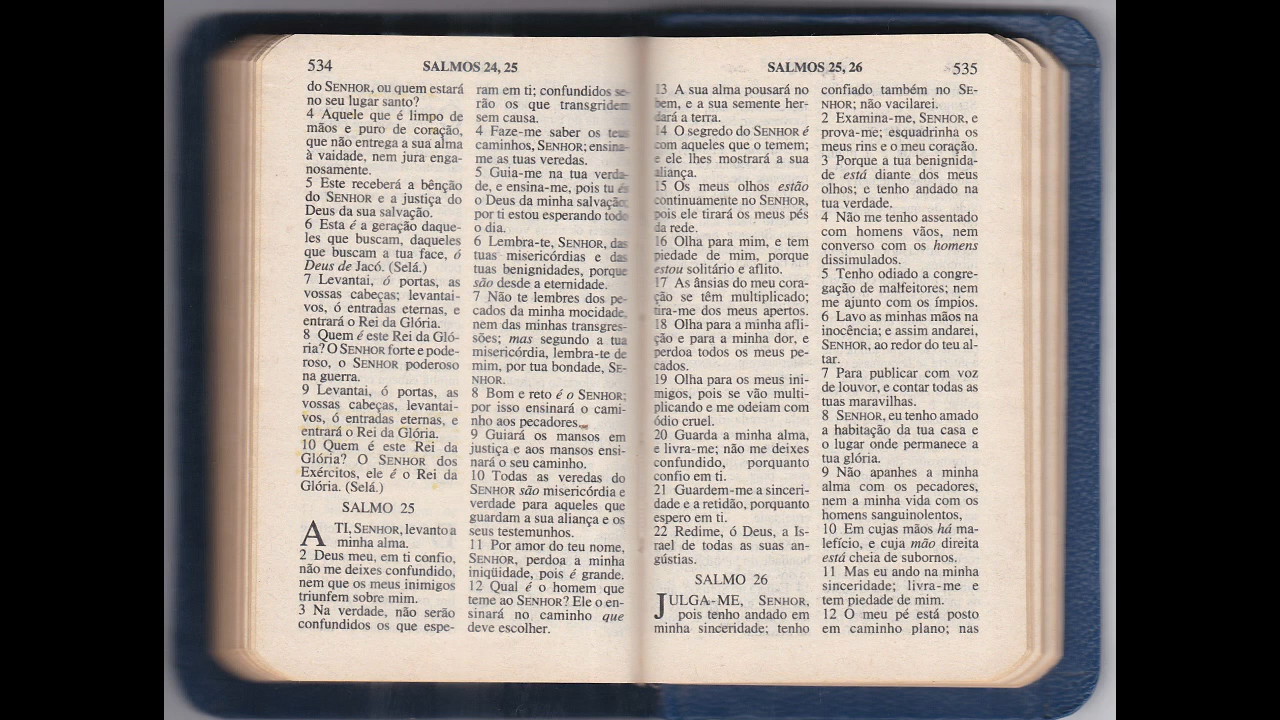 534
SALMOS 24, 25
do SENHOR, ou quem estará
no seu lugar santo?
4 Aquele que é limpo de
mãos e puro de coração,
que não entrega a sua alma
à vaidade, nem jura enga-
nosamente.
5 Este receberá a bênção
do SENHOR e a justiça do
Deus da sua salvação.
6 Esta é a geração daque-
les que buscam, daqueles
que buscam a tua face, ó
Deus de Jacó. (Selá.)
7 Levantai, ó portas, as
vossas cabeças; levantai-
vos, ó entradas eternas, e
entrará o Rei da Glória.
8 Quem é este Rei da Gló-
ria? O SENHOR forte e pode-
roso, o SENHOR poderoso
na guerra.
9 Levantai, ó portas, as
vossas cabeças, levantai-
vos, ó entradas eternas, e
entrará o Rei da Glória.
10 Quem é este Rei da
Glória? O SENHOR dos
Exércitos, ele é o Rei da
Glória. (Selá.)
SALMO 25
A TI, SENHOR, levanto a
minha alma.
2 Deus meu, em ti confio,
não me deixes confundido,
nem que os meus inimigos
triunfem sobre mim.
3 Na verdade, não serão
confundidos os que espe-
ram em ti; confundidos se-
rão os que transgridem
sem causa.
4 Faze-me saber os teus
caminhos, SENHOR; ensina-
me as tuas veredas.
5 Guia-me na tua verda-
de, e ensina-me, pois tu és
o Deus da minha salvação;
por ti estou esperando todo
o dia.
6 Lembra-te, SENHOR, das
tuas misericórdias e das
tuas benignidades, porque
são desde a eternidade.
7 Não te lembres dos pe-
cados da minha mocidade,
nem das minhas transgres-
sões; mas segundo a tua
misericórdia, lembra-te de
mim, por tua bondade, SE-
NHOR.
8 Bom e reto é o SENHOR;
por isso ensinará o cami-
nho aos pecadores.
9 Guiará os mansos em
justiça e aos mansos ensi-
nará o seu caminho.
10 Todas as veredas do
SENHOR são misericórdia e
verdade para aqueles que
guardam a sua aliança e os
seus testemunhos.
11 Por amor do teu nome,
SENHOR, perdoa a minha
iniqüidade, pois é grande.
12 Qual é o homem que
teme ao SENHOR? Ele o en-
sinará no caminho que
deve escolher.
SALMOS 25, 26
535
13 A sua alma pousará no
bem, e a sua semente her-
dará a terra.
14 O segredo do SENHOR é
com aqueles que o temem;
e ele lhes mostrará a sua
aliança.
15 Os meus olhos estão
continuamente no SENHOR,
pois ele tirará os meus pés
da rede.
16 Olha para mim, e tem
piedade de mim, porque
estou solitário e aflito.
17 As ânsias do meu cora-
ção se têm multiplicado;
tira-me dos meus apertos.
18 Olha para a minha afli-
ção e para a minha dor, e
perdoa todos os meus pe-
cados.
19 Olha para os meus ini-
migos, pois se vão multi-
plicando e me odeiam com
ódio cruel.
20 Guarda a minha alma,
e livra-me; não me deixes
confundido, porquanto
confio em ti.
21 Guardem-me a sinceri-
dade e a retidão, porquanto
espero em ti.
22 Redime, ó Deus, a Is-
rael de todas as suas an-
gústias.
SALMO 26
JULGA-ME, SENHOR,
pois tenho andado em
minha sinceridade; tenho
confiado também no SE-
NHOR; não vacilarei.
2 Examina-me, SENHOR, e
prova-me; esquadrinha os
meus rins e o meu coração.
3 Porque a tua benignida-
de está diante dos meus
olhos; e tenho andado na
tua verdade.
4 Não me tenho assentado
com homens vãos, nem
converso com os homens
dissimulados.
5 Tenho odiado a congre-
gação de malfeitores; nem
me ajunto com os ímpios.
6 Lavo as minhas mãos na
inocência; e assim andarei,
SENHOR, ao redor do teu al-
tar.
7 Para publicar com voz
de louvor, e contar todas as
tuas maravilhas.
8 SENHOR, eu tenho amado
a habitação da tua casa e
o lugar onde permanece a
tua glória.
9 Não apanhes a minha
alma com os pecadores,
nem a minha vida com os
homens sanguinolentos,
10 Em cujas mãos há ma-
lefício, e cuja mão direita
está cheia de subornos.
11 Mas eu ando na minha
sinceridade; livra-me e
tem piedade de mim.
12 O meu pé está posto
em caminho plano; nas